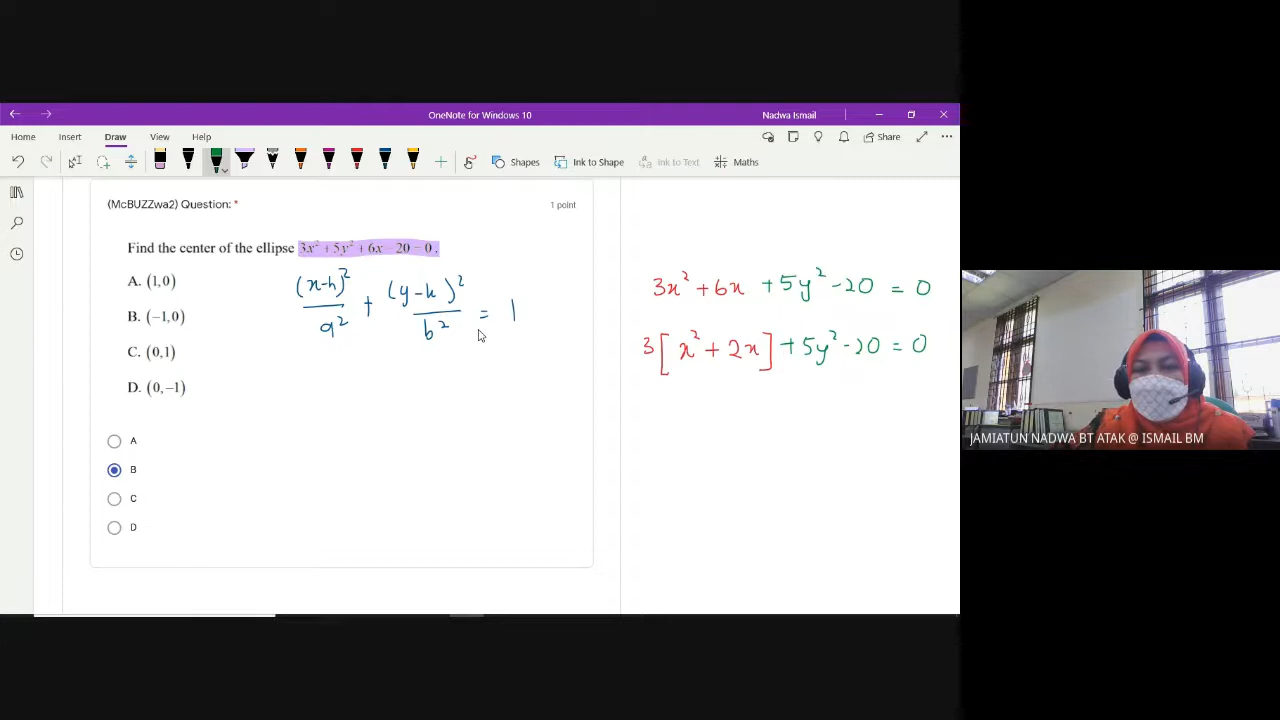 OneNote for Windows 10
Nadwa Ismail
Home Insert Draw View Help
Share
Shapes Ink to Shape Ink to Text Maths
(McBUZZwa2) Question: *
1 point
Find the center of the ellipse 3x² + 5y² + 6x − 20 = 0 .
A. (1,0)
B. (−1,0)
C. (0,1)
D. (0,−1)
(x-h)²/a² + (y-k)²/b² = 1
A
B
C
D
3x² + 6x + 5y² - 20 = 0
3[x² + 2x] + 5y² - 20 = 0
JAMIATUN NADWA BT ATAK @ ISMAIL BM